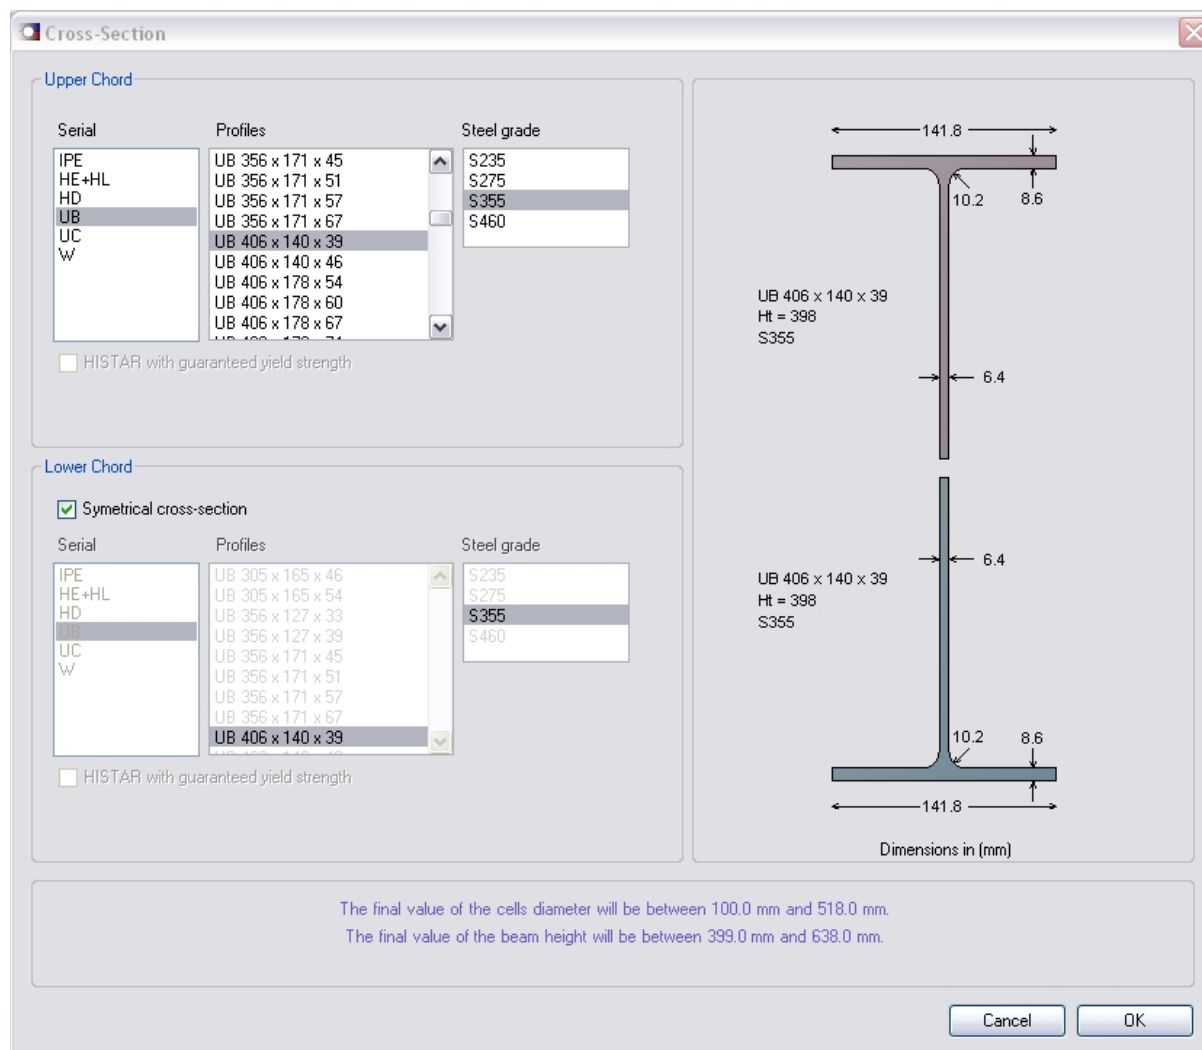 Cross-Section
Upper Chord
Serial
IPE
HE+HL
HD
UB
UC
W
Profiles
UB 356 x 171 x 45
UB 356 x 171 x 51
UB 356 x 171 x 57
UB 356 x 171 x 67
UB 406 x 140 x 39
UB 406 x 140 x 46
UB 406 x 178 x 54
UB 406 x 178 x 60
UB 406 x 178 x 67
Steel grade
S235
S275
S355
S460
HISTAR with guaranteed yield strength
Lower Chord
Symetrical cross-section
Serial
IPE
HE+HL
HD
UB
UC
W
Profiles
UB 305 x 165 x 46
UB 305 x 165 x 54
UB 356 x 127 x 33
UB 356 x 127 x 39
UB 356 x 171 x 45
UB 356 x 171 x 51
UB 356 x 171 x 57
UB 356 x 171 x 67
UB 406 x 140 x 39
Steel grade
S235
S275
S355
S460
HISTAR with guaranteed yield strength
141.8
10.2
8.6
UB 406 x 140 x 39
Ht = 398
S355
6.4
6.4
UB 406 x 140 x 39
Ht = 398
S355
10.2
8.6
141.8
Dimensions in (mm)
The final value of the cells diameter will be between 100.0 mm and 518.0 mm.
The final value of the beam height will be between 399.0 mm and 638.0 mm.
Cancel
OK